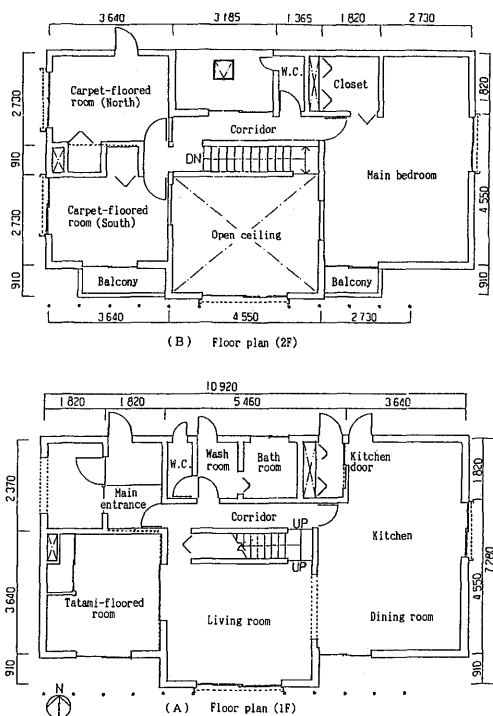 3 640
3 185
1 365
1 820
2 730
2 730
910
2 730
910
1 820
4 550
910
Carpet-floored
room (North)
W.C.
Closet
Corridor
DN
Main bedroom
Carpet-floored
room (South)
Open ceiling
Balcony
Balcony
3 640
4 550
2 730
(B) Floor plan (2F)
10 920
1 820
1 820
5 460
3 640
2 370
3 640
910
1 820
4 550
910
7 280
W.C.
Wash
room
Bath
room
Kitchen
door
Main
entrance
Corridor
UP
UP
Kitchen
Tatami-floored
room
Living room
Dining room
N
(A) Floor plan (1F)